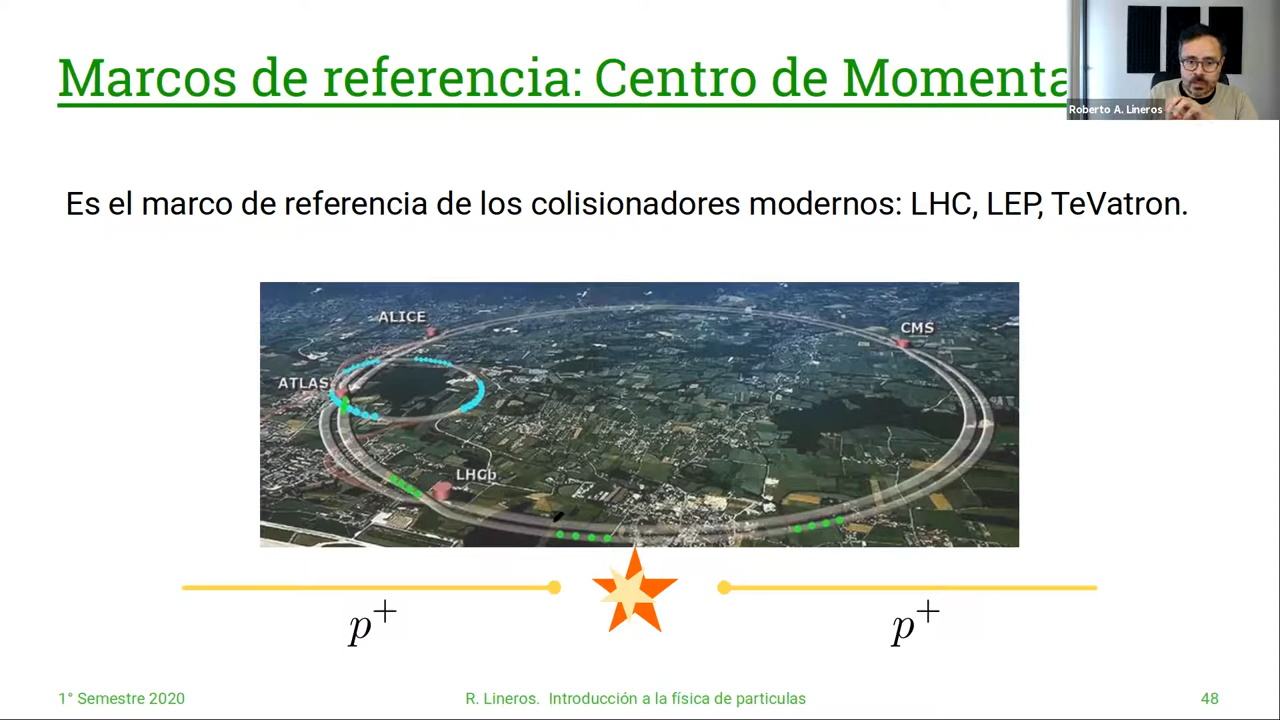 Marcos de referencia: Centro de Momenta
Roberto A. Lineros
Es el marco de referencia de los colisionadores modernos: LHC, LEP, TeVatron.
ALICE
CMS
ATLAS
LHCb
p⁺
p⁺
1° Semestre 2020
R. Lineros. Introducción a la física de particulas
48